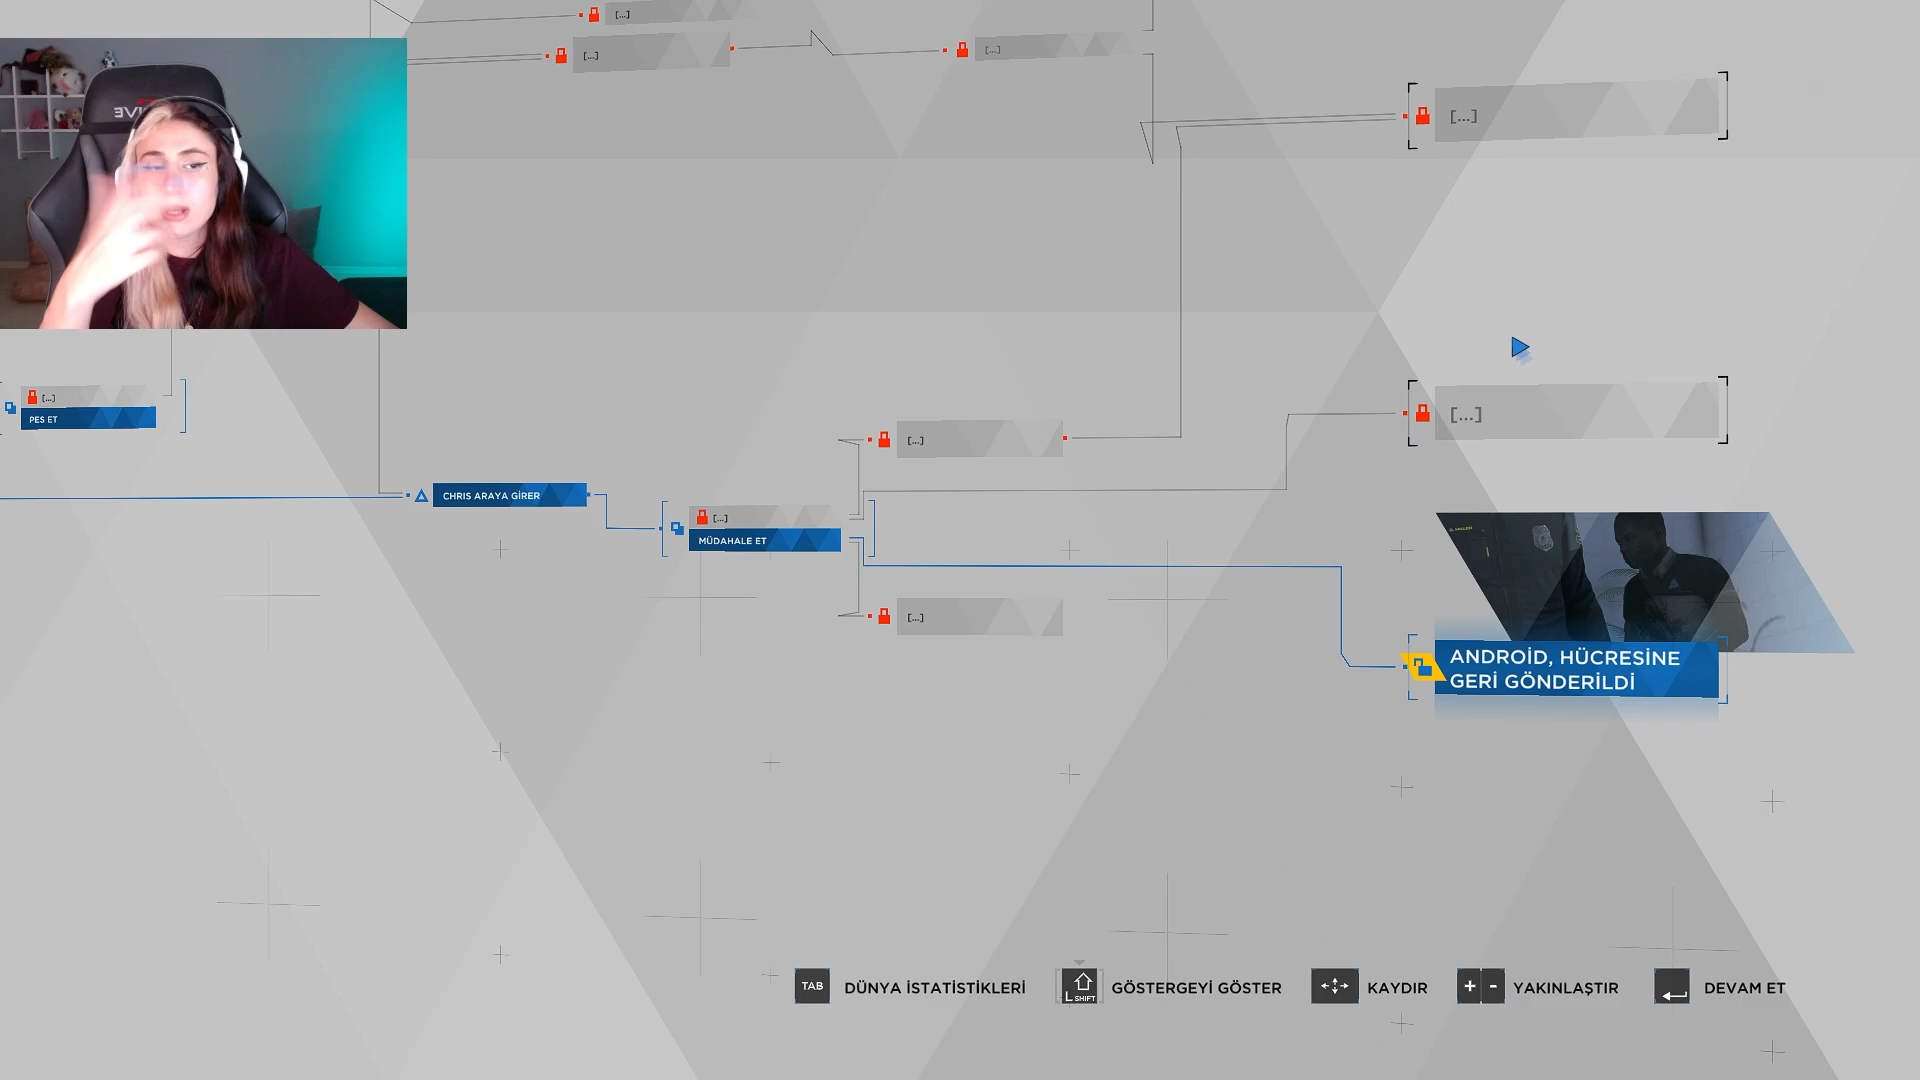 [...]
[...]
[...]
[...]
[...]
PES ET
[...]
[...]
CHRIS ARAYA GİRER
[...]
MÜDAHALE ET
[...]
ANDROİD, HÜCRESİNE
GERİ GÖNDERİLDİ
TAB DÜNYA İSTATİSTİKLERİ
L SHIFT GÖSTERGEYİ GÖSTER
KAYDIR
+ - YAKINLAŞTIR
DEVAM ET